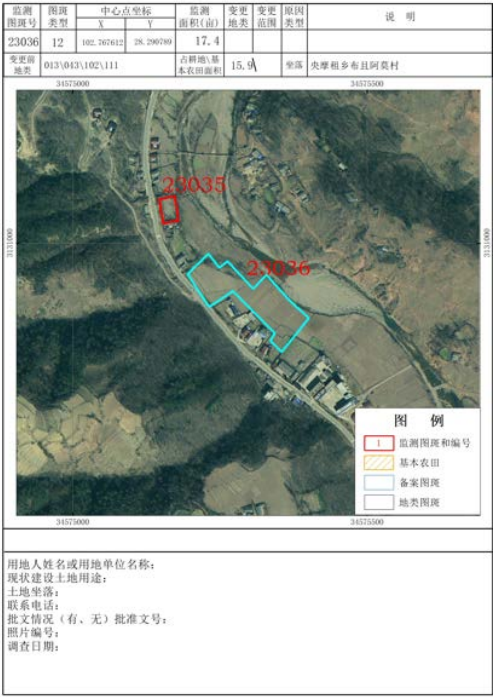 监测图斑号 图斑类型 中心点坐标 监测面积(亩) 变更地类 变更范围 原因类型 说 明
X Y
23036 12 102.767612 28.290789 17.4
变更前地类 013\043\102\111 占耕地\基本农田面积 15.9\ 坐落 央摩租乡布且阿莫村
34575000 34575500
23035
3131000 3131000
23036
图 例
1 监测图斑和编号
基本农田
备案图斑
地类图斑
34575000 34575500
用地人姓名或用地单位名称:
现状建设土地用途:
土地坐落:
联系电话:
批文情况(有、无)批准文号:
照片编号:
调查日期: